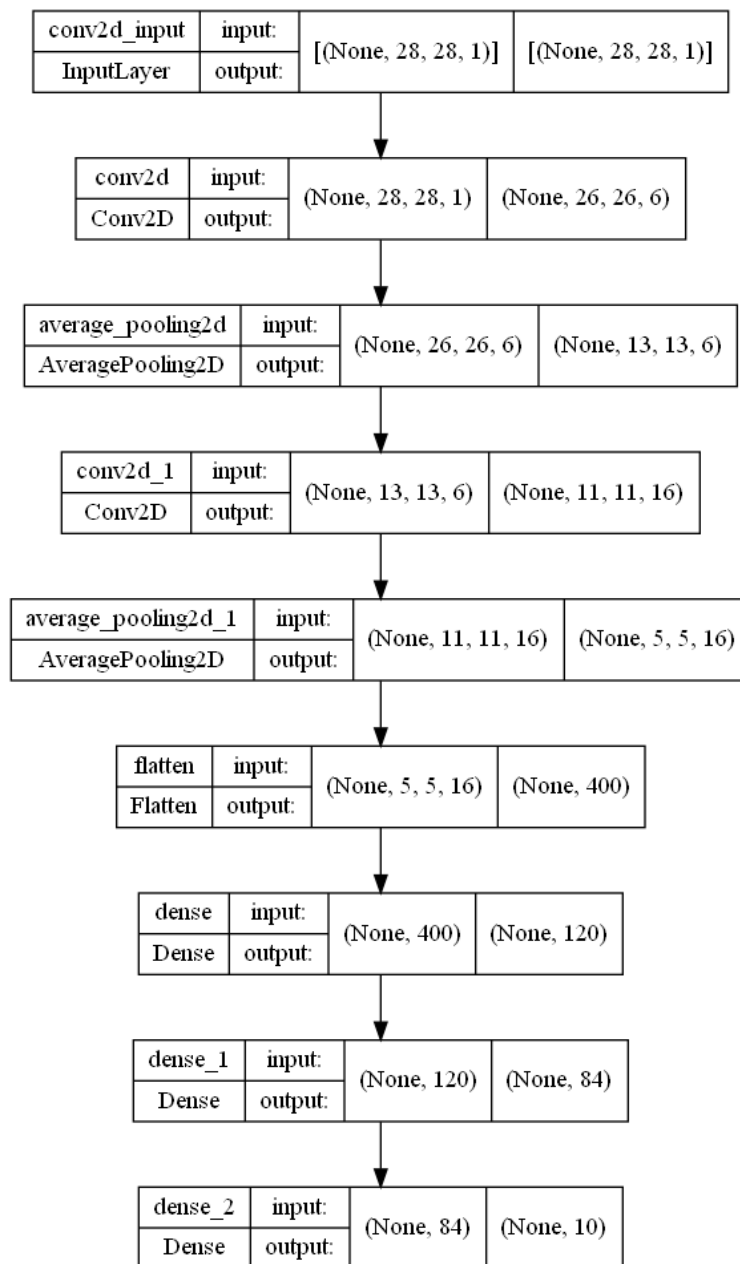 conv2d_input input: [(None, 28, 28, 1)] [(None, 28, 28, 1)]
InputLayer output:
conv2d input: (None, 28, 28, 1) (None, 26, 26, 6)
Conv2D output:
average_pooling2d input: (None, 26, 26, 6) (None, 13, 13, 6)
AveragePooling2D output:
conv2d_1 input: (None, 13, 13, 6) (None, 11, 11, 16)
Conv2D output:
average_pooling2d_1 input: (None, 11, 11, 16) (None, 5, 5, 16)
AveragePooling2D output:
flatten input: (None, 5, 5, 16) (None, 400)
Flatten output:
dense input: (None, 400) (None, 120)
Dense output:
dense_1 input: (None, 120) (None, 84)
Dense output:
dense_2 input: (None, 84) (None, 10)
Dense output: